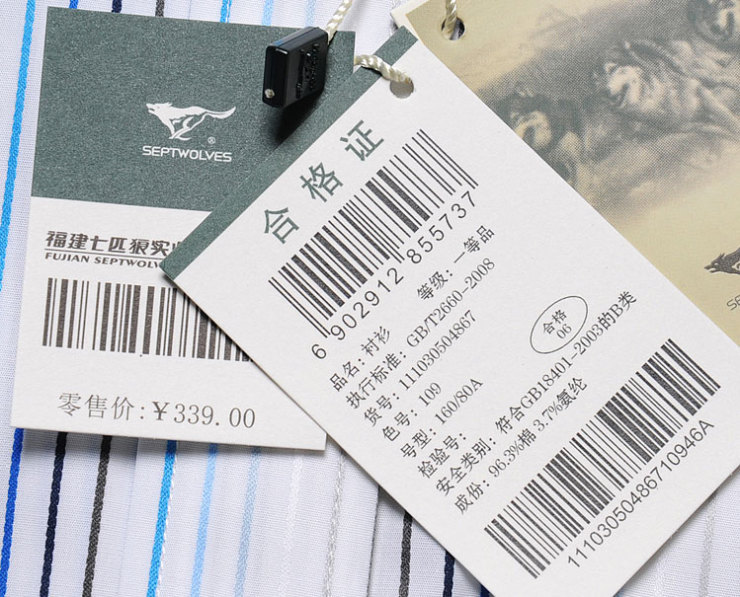 SEPTWOLVES
福建七匹狼实业
FUJIAN SEPTWOLV
零售价:￥339.00
合格证
6 902912 855737
品名: 衬衫 等级: 一等品
执行标准: GB/T2660-2008
货号: 111030504867
色号: 109
号型: 160/80A
检验号:
合格
06
安全类别: 符合GB18401-2003的B类
成份: 96.3%棉 3.7%氨纶
11103050486710946A